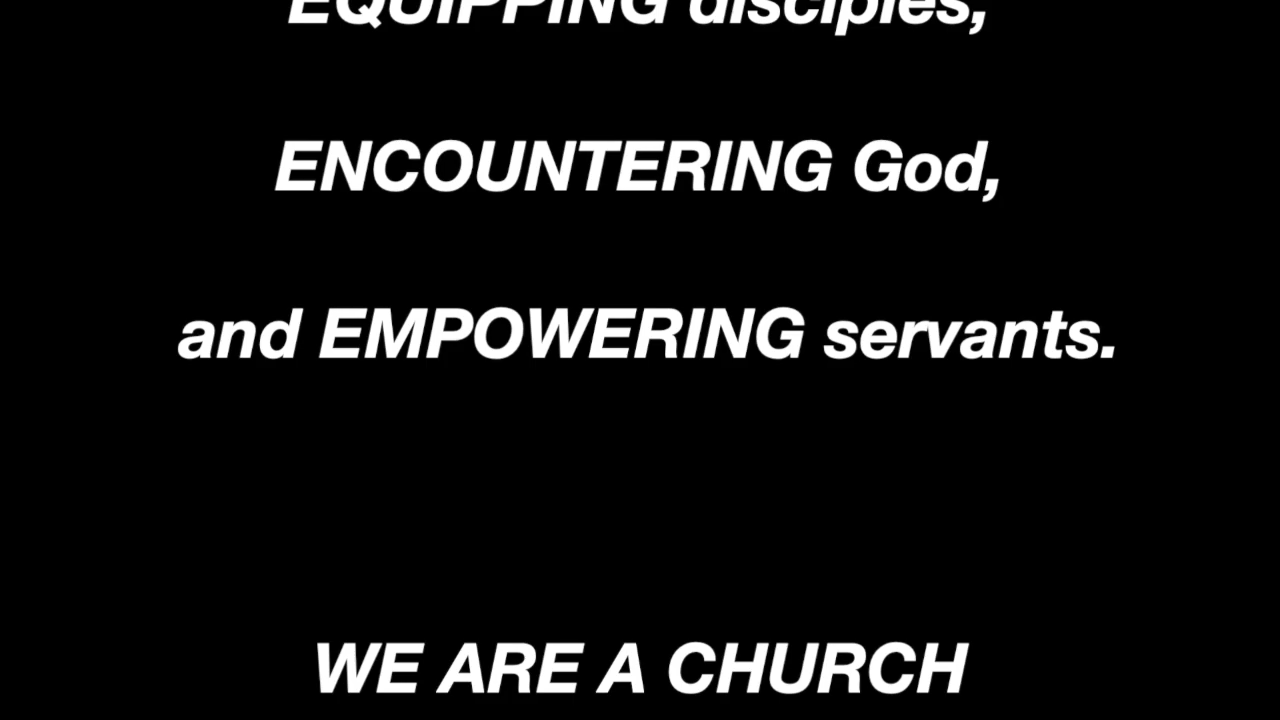 EQUIPPING disciples,
ENCOUNTERING God,
and EMPOWERING servants.
WE ARE A CHURCH